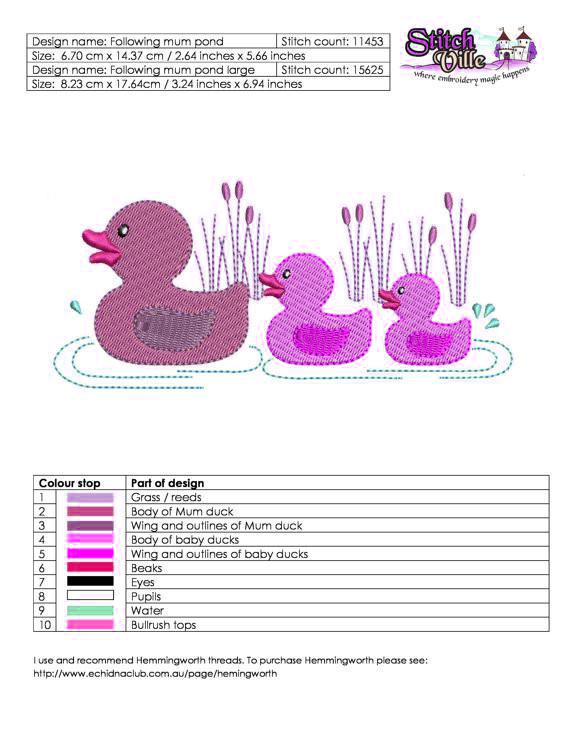 Design name: Following mum pond Stitch count: 11453
Size: 6.70 cm x 14.37 cm / 2.64 inches x 5.66 inches
Design name: Following mum pond large Stitch count: 15625
Size: 8.23 cm x 17.64cm / 3.24 inches x 6.94 inches
Stitch
Ville
where embroidery magic happens
Colour stop Part of design
1 Grass / reeds
2 Body of Mum duck
3 Wing and outlines of Mum duck
4 Body of baby ducks
5 Wing and outlines of baby ducks
6 Beaks
7 Eyes
8 Pupils
9 Water
10 Bullrush tops
I use and recommend Hemmingworth threads. To purchase Hemmingworth please see:
http://www.echidnaclub.com.au/page/hemingworth